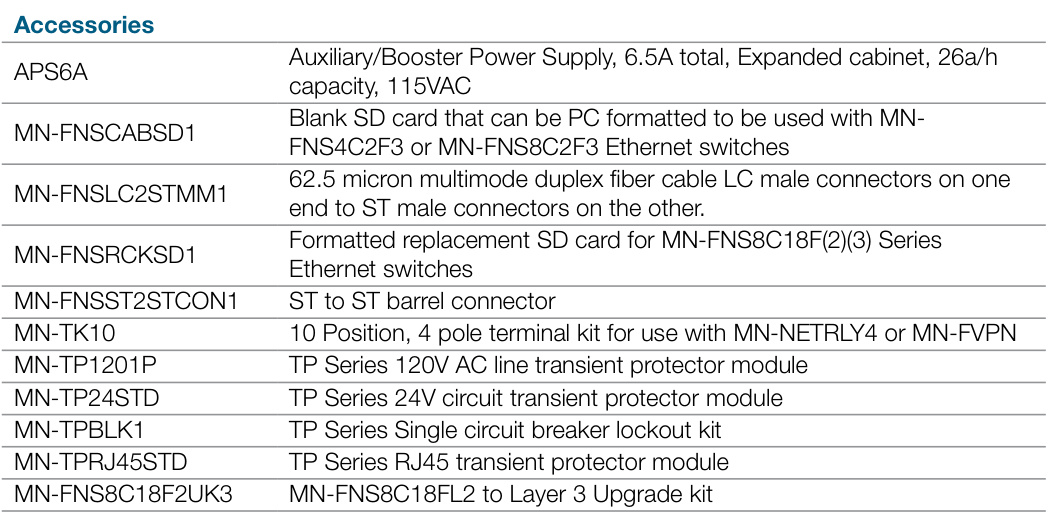 Accessories
APS6A Auxiliary/Booster Power Supply, 6.5A total, Expanded cabinet, 26a/h
capacity, 115VAC
MN-FNSCABSD1 Blank SD card that can be PC formatted to be used with MN-
FNS4C2F3 or MN-FNS8C2F3 Ethernet switches
MN-FNSLC2STMM1 62.5 micron multimode duplex fiber cable LC male connectors on one
end to ST male connectors on the other.
MN-FNSRCKSD1 Formatted replacement SD card for MN-FNS8C18F(2)(3) Series
Ethernet switches
MN-FNSST2STCON1 ST to ST barrel connector
MN-TK10 10 Position, 4 pole terminal kit for use with MN-NETRLY4 or MN-FVPN
MN-TP1201P TP Series 120V AC line transient protector module
MN-TP24STD TP Series 24V circuit transient protector module
MN-TPBLK1 TP Series Single circuit breaker lockout kit
MN-TPRJ45STD TP Series RJ45 transient protector module
MN-FNS8C18F2UK3 MN-FNS8C18FL2 to Layer 3 Upgrade kit